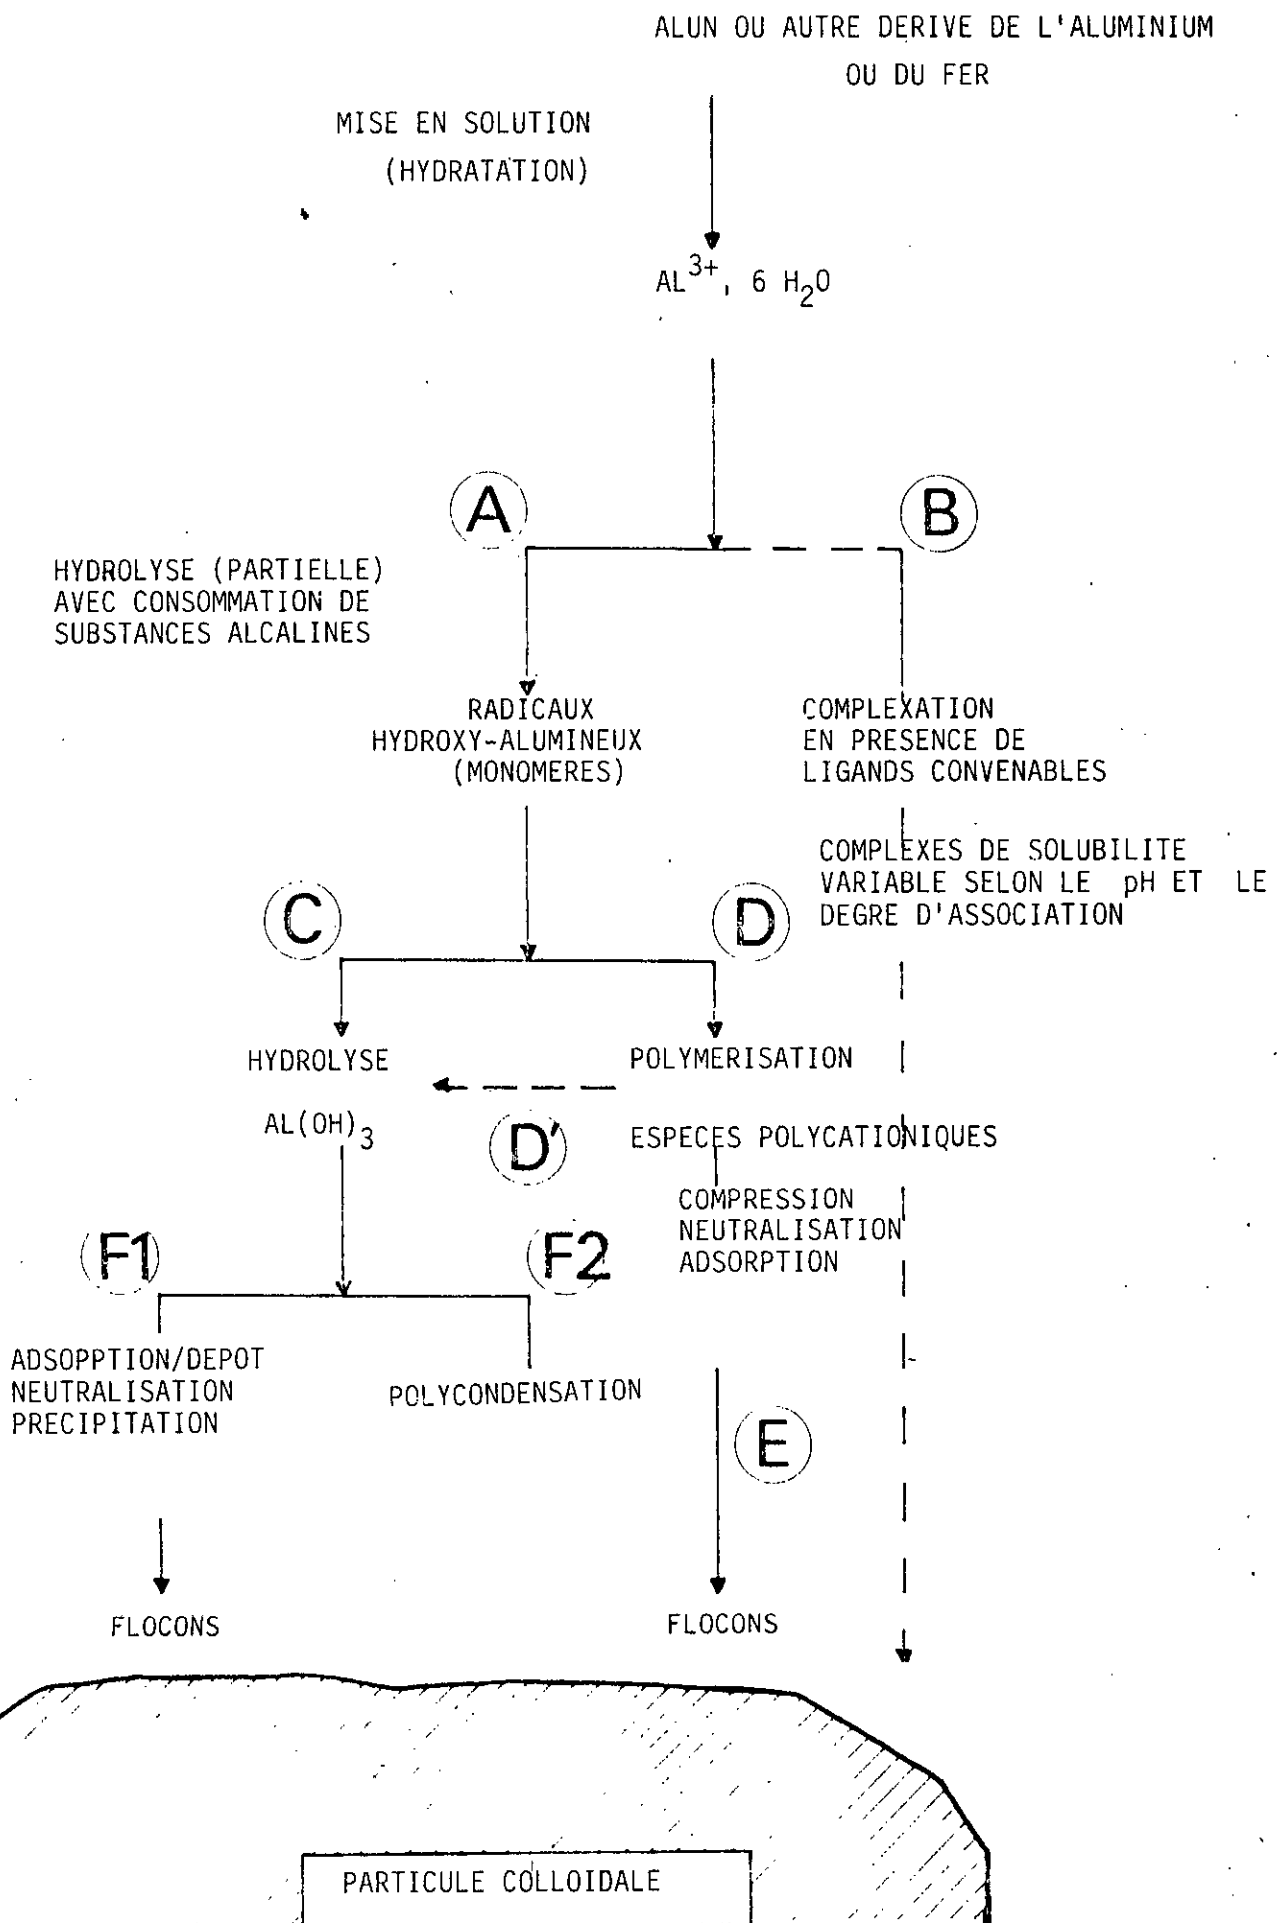 ALUN OU AUTRE DERIVE DE L'ALUMINIUM
OU DU FER
MISE EN SOLUTION
(HYDRATATION)
AL³⁺, 6 H₂O
A
B
HYDROLYSE (PARTIELLE)
AVEC CONSOMMATION DE
SUBSTANCES ALCALINES
RADICAUX
HYDROXY-ALUMINEUX
(MONOMERES)
COMPLEXATION
EN PRESENCE DE
LIGANDS CONVENABLES
COMPLEXES DE SOLUBILITE
VARIABLE SELON LE pH ET LE
DEGRE D'ASSOCIATION
C
D
HYDROLYSE
POLYMERISATION
AL(OH)₃
D'
ESPECES POLYCATIONIQUES
COMPRESSION
NEUTRALISATION
ADSORPTION
F1
F2
ADSOPPTION/DEPOT
NEUTRALISATION
PRECIPITATION
POLYCONDENSATION
E
FLOCONS
FLOCONS
PARTICULE COLLOIDALE